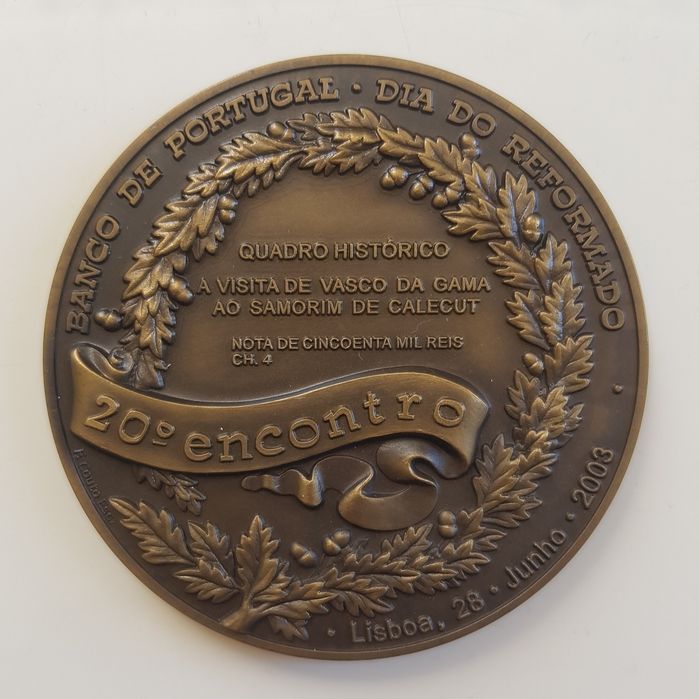 BANCO DE PORTUGAL · DIA DO REFORMADO
QUADRO HISTÓRICO
A VISITA DE VASCO DA GAMA
AO SAMORIM DE CALECUT
NOTA DE CINCOENTA MIL REIS
CH. 4
20º encontro
· Lisboa, 28 · Junho · 2003 ·